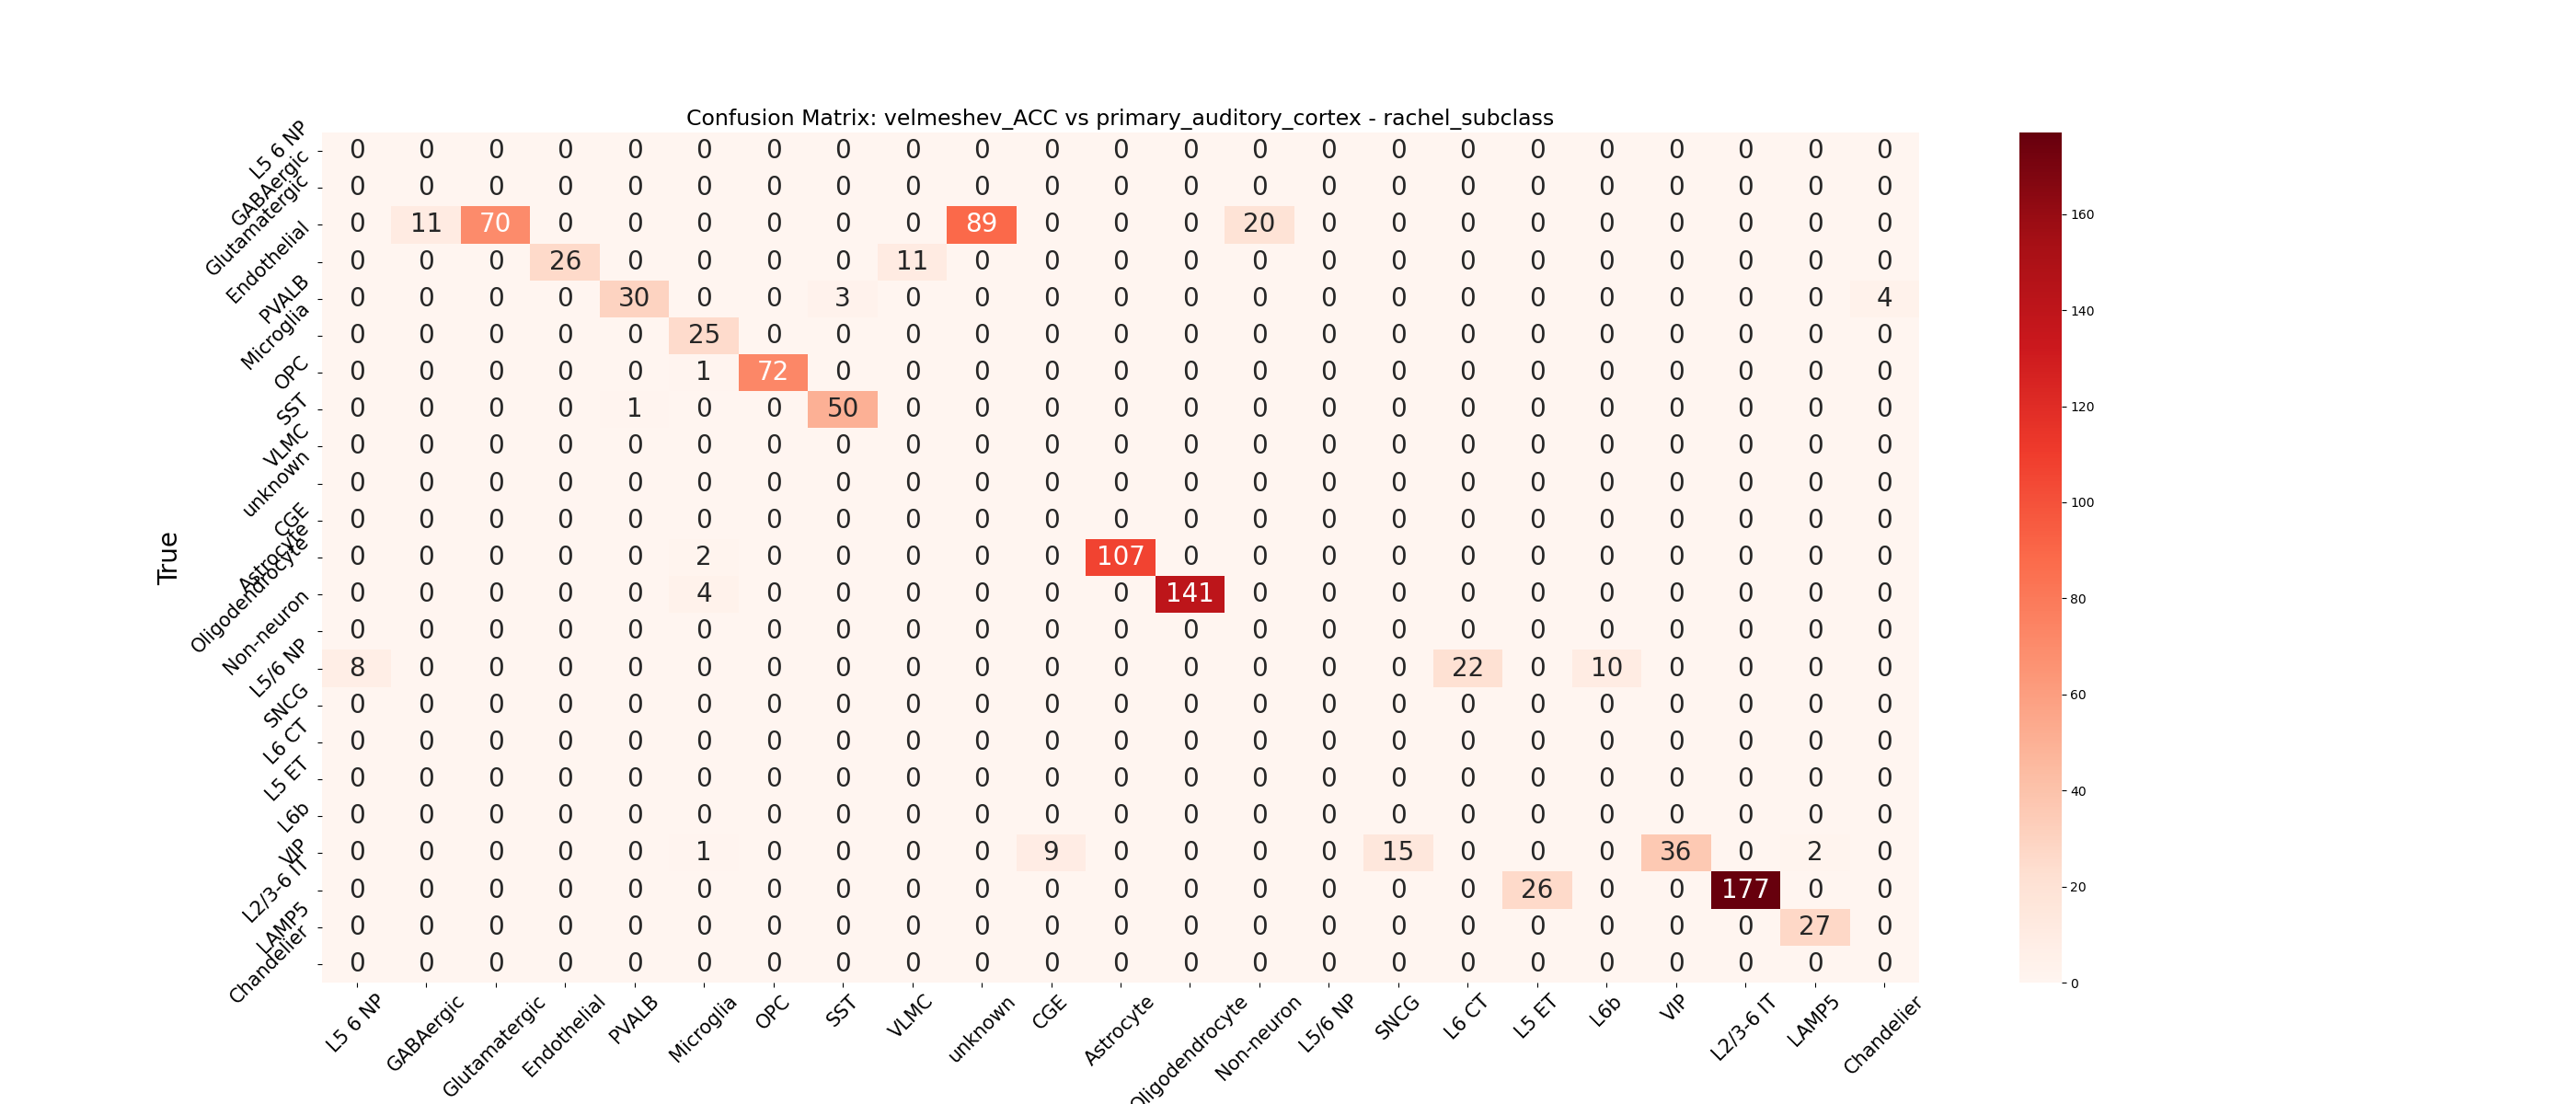 Confusion Matrix: velmeshev_ACC vs primary_auditory_cortex - rachel_subclass
True
L5 6 NP 0 0 0 0 0 0 0 0 0 0 0 0 0 0 0 0 0 0 0 0 0 0 0
GABAergic 0 0 0 0 0 0 0 0 0 0 0 0 0 0 0 0 0 0 0 0 0 0 0
Glutamatergic 0 11 70 0 0 0 0 0 0 89 0 0 0 20 0 0 0 0 0 0 0 0 0
Endothelial 0 0 0 26 0 0 0 0 11 0 0 0 0 0 0 0 0 0 0 0 0 0 0
PVALB 0 0 0 0 30 0 0 3 0 0 0 0 0 0 0 0 0 0 0 0 0 0 4
Microglia 0 0 0 0 0 25 0 0 0 0 0 0 0 0 0 0 0 0 0 0 0 0 0
OPC 0 0 0 0 0 1 72 0 0 0 0 0 0 0 0 0 0 0 0 0 0 0 0
SST 0 0 0 0 1 0 0 50 0 0 0 0 0 0 0 0 0 0 0 0 0 0 0
VLMC 0 0 0 0 0 0 0 0 0 0 0 0 0 0 0 0 0 0 0 0 0 0 0
unknown 0 0 0 0 0 0 0 0 0 0 0 0 0 0 0 0 0 0 0 0 0 0 0
CGE 0 0 0 0 0 0 0 0 0 0 0 0 0 0 0 0 0 0 0 0 0 0 0
Astrocyte 0 0 0 0 0 2 0 0 0 0 0 107 0 0 0 0 0 0 0 0 0 0 0
Oligodendrocyte 0 0 0 0 0 4 0 0 0 0 0 0 141 0 0 0 0 0 0 0 0 0 0
Non-neuron 0 0 0 0 0 0 0 0 0 0 0 0 0 0 0 0 0 0 0 0 0 0 0
L5/6 NP 8 0 0 0 0 0 0 0 0 0 0 0 0 0 0 0 22 0 10 0 0 0 0
SNCG 0 0 0 0 0 0 0 0 0 0 0 0 0 0 0 0 0 0 0 0 0 0 0
L6 CT 0 0 0 0 0 0 0 0 0 0 0 0 0 0 0 0 0 0 0 0 0 0 0
L5 ET 0 0 0 0 0 0 0 0 0 0 0 0 0 0 0 0 0 0 0 0 0 0 0
L6b 0 0 0 0 0 0 0 0 0 0 0 0 0 0 0 0 0 0 0 0 0 0 0
VIP 0 0 0 0 0 1 0 0 0 0 9 0 0 0 0 15 0 0 0 36 0 2 0
L2/3-6 IT 0 0 0 0 0 0 0 0 0 0 0 0 0 0 0 0 0 26 0 0 177 0 0
LAMP5 0 0 0 0 0 0 0 0 0 0 0 0 0 0 0 0 0 0 0 0 0 27 0
Chandelier 0 0 0 0 0 0 0 0 0 0 0 0 0 0 0 0 0 0 0 0 0 0 0
L5 6 NP GABAergic Glutamatergic Endothelial PVALB Microglia OPC SST VLMC unknown CGE Astrocyte Oligodendrocyte Non-neuron L5/6 NP SNCG L6 CT L5 ET L6b VIP L2/3-6 IT LAMP5 Chandelier
160
140
120
100
80
60
40
20
0